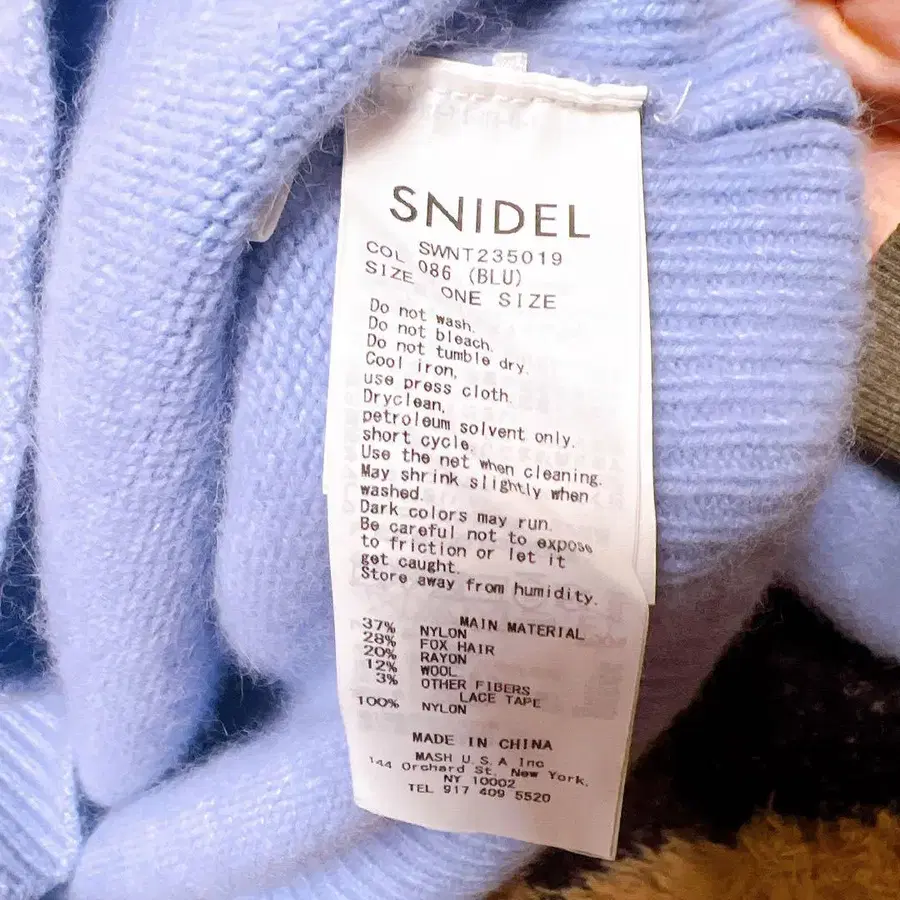 SNIDEL
SWNT235019
COL 086 (BLU)
SIZE ONE SIZE
Do not wash.
Do not bleach.
Do not tumble dry.
Cool iron,
use press cloth.
Dryclean,
petroleum solvent only.
short cycle.
Use the net when cleaning.
May shrink slightly when
washed.
Dark colors may run.
Be careful not to expose
to friction or let it
get caught.
Store away from humidity.
MAIN MATERIAL
37% NYLON
28% FOX HAIR
20% RAYON
12% WOOL
3% OTHER FIBERS
LACE TAPE
100% NYLON
MADE IN CHINA
MASH U.S.A Inc
144 Orchard St, New York,
NY 10002
TEL 917 409 5520